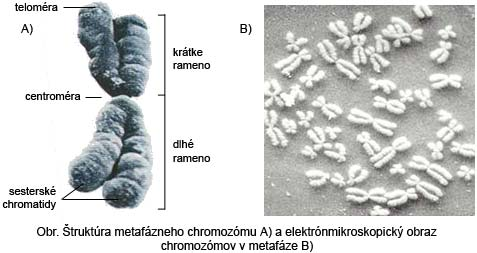 teloméra
A)
B)
krátke
rameno
centroméra
dlhé
rameno
sesterské
chromatidy
Obr. Štruktúra metafázneho chromozómu A) a elektrónmikroskopický obraz
chromozómov v metafáze B)